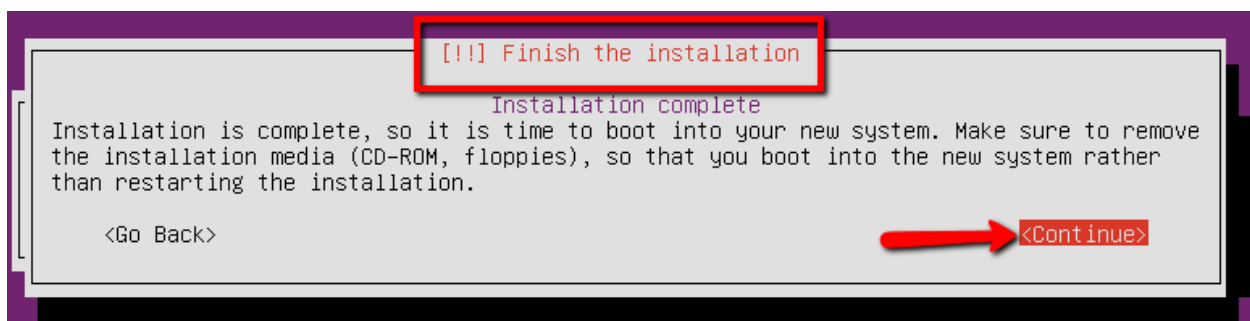 [!!] Finish the installation
Installation complete
Installation is complete, so it is time to boot into your new system. Make sure to remove
the installation media (CD-ROM, floppies), so that you boot into the new system rather
than restarting the installation.
<Go Back> <Continue>